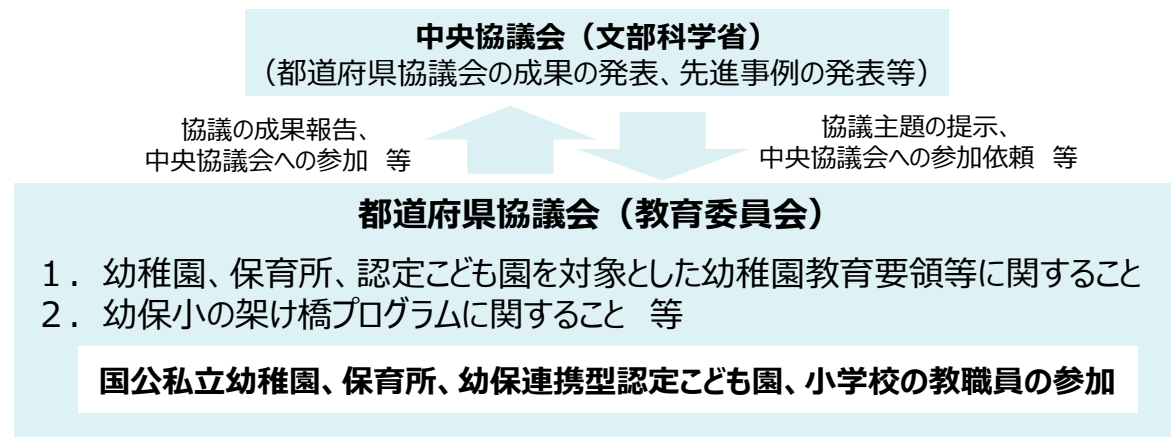 中央協議会（文部科学省）
（都道府県協議会の成果の発表、先進事例の発表等）
協議の成果報告、
中央協議会への参加　等
協議主題の提示、
中央協議会への参加依頼　等
都道府県協議会（教育委員会）
１．幼稚園、保育所、認定こども園を対象とした幼稚園教育要領等に関すること
２．幼保小の架け橋プログラムに関すること　等
国公私立幼稚園、保育所、幼保連携型認定こども園、小学校の教職員の参加